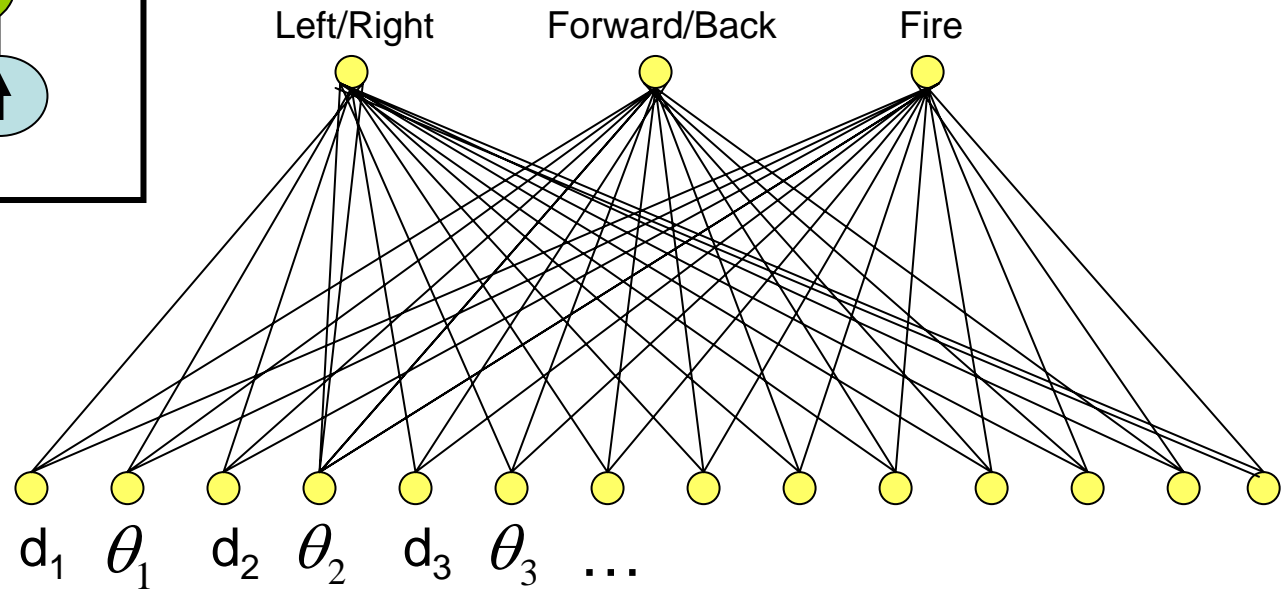 Left/Right Forward/Back Fire
d₁ θ₁ d₂ θ₂ d₃ θ₃ ...